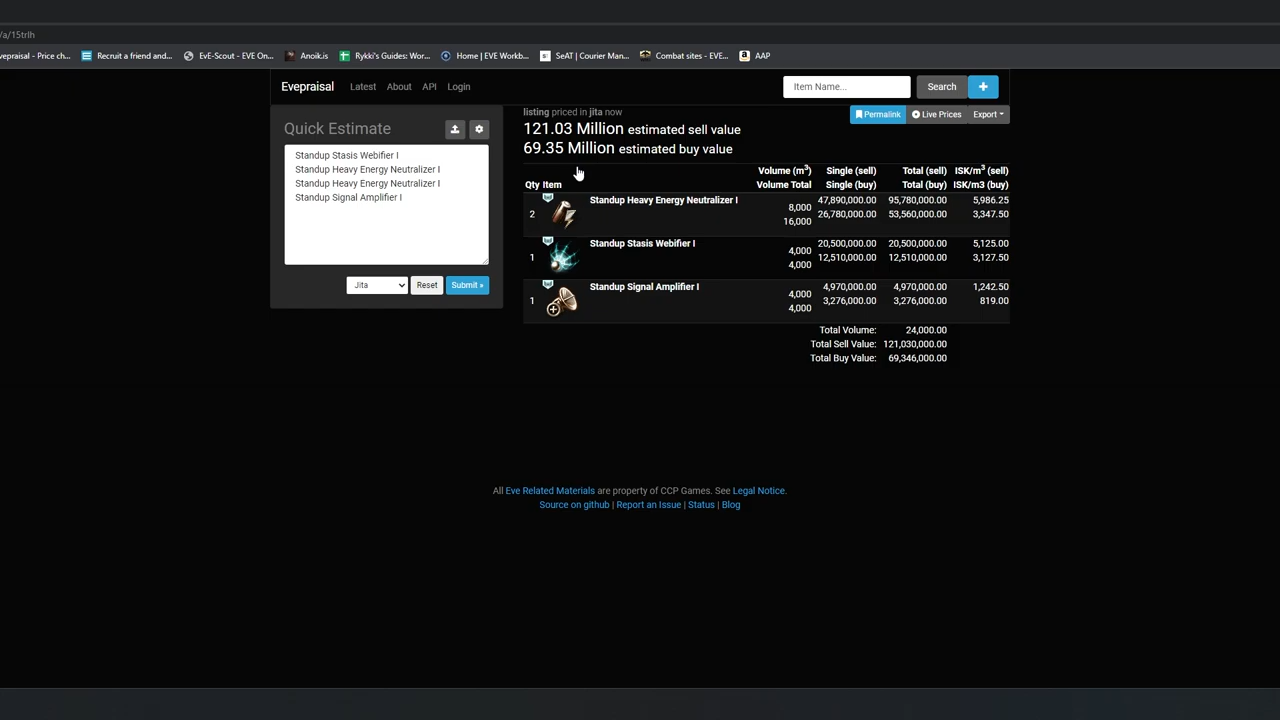 /a/15trlh
vepraisal - Price ch...
Recruit a friend and...
EvE-Scout - EVE On...
Anoik.is
Rykki's Guides: Wor...
Home | EVE Workb...
SeAT | Courier Man...
Combat sites - EVE...
AAP
Evepraisal
Latest
About
API
Login
Item Name...
Search
Quick Estimate
Standup Stasis Webifier I
Standup Heavy Energy Neutralizer I
Standup Heavy Energy Neutralizer I
Standup Signal Amplifier I
Jita
Reset
Submit »
listing priced in jita now
121.03 Million estimated sell value
69.35 Million estimated buy value
Permalink
Live Prices
Export
Volume (m³) Single (sell) Total (sell) ISK/m³ (sell)
Qty Item Volume Total Single (buy) Total (buy) ISK/m3 (buy)
2 Standup Heavy Energy Neutralizer I 8,000 47,890,000.00 95,780,000.00 5,986.25
16,000 26,780,000.00 53,560,000.00 3,347.50
1 Standup Stasis Webifier I 4,000 20,500,000.00 20,500,000.00 5,125.00
4,000 12,510,000.00 12,510,000.00 3,127.50
1 Standup Signal Amplifier I 4,000 4,970,000.00 4,970,000.00 1,242.50
4,000 3,276,000.00 3,276,000.00 819.00
Total Volume: 24,000.00
Total Sell Value: 121,030,000.00
Total Buy Value: 69,346,000.00
All Eve Related Materials are property of CCP Games. See Legal Notice.
Source on github | Report an Issue | Status | Blog